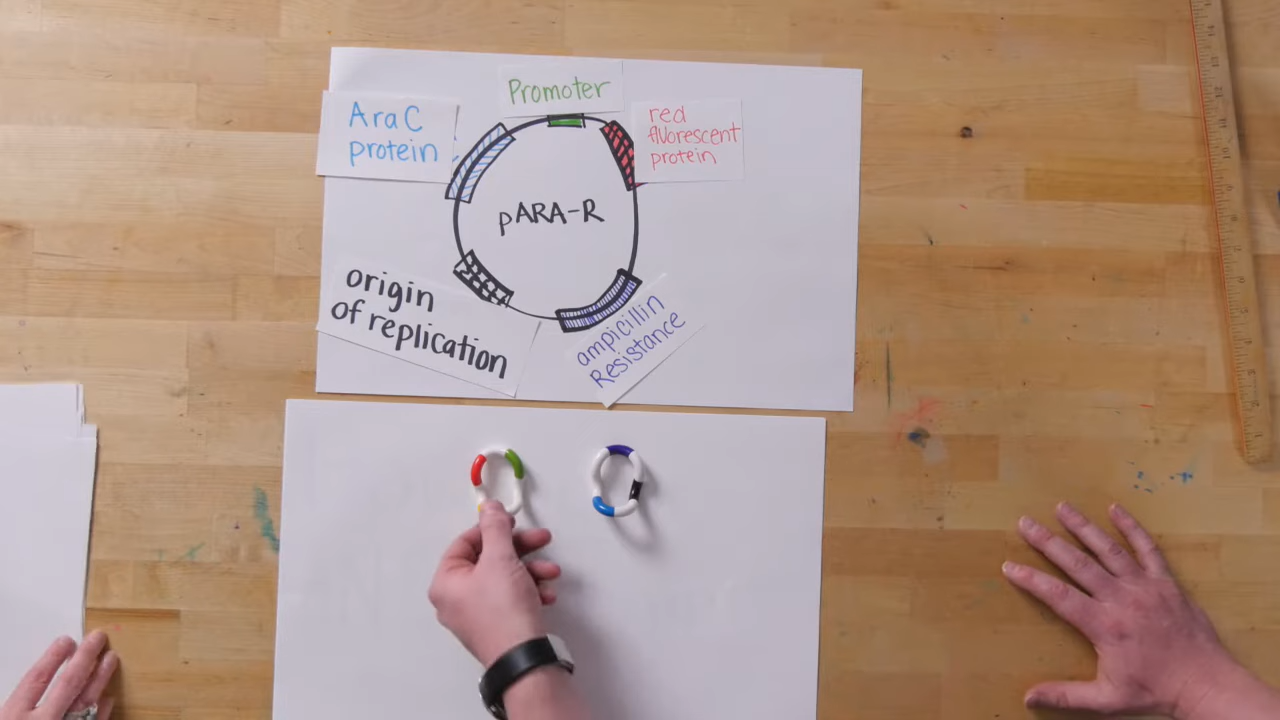 Promoter
AraC
protein
red
fluorescent
protein
pARA-R
origin
of replication
ampicillin
Resistance